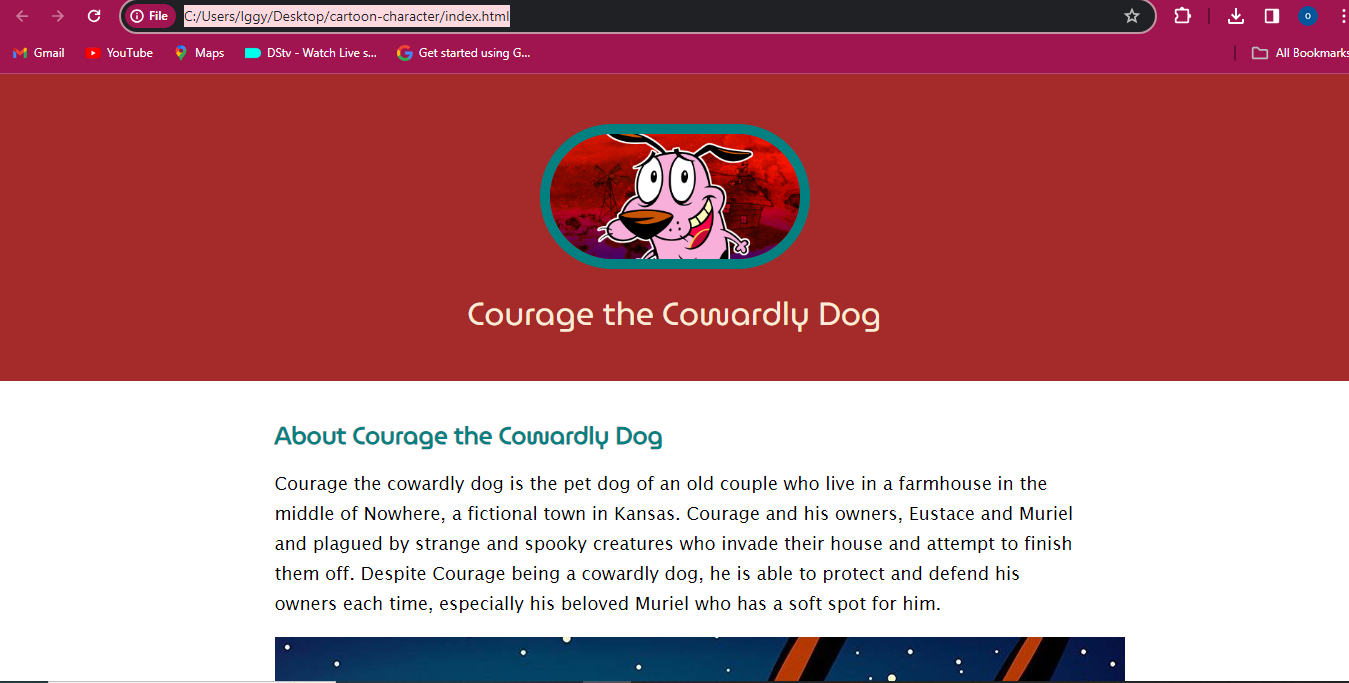 File C:/Users/Iggy/Desktop/cartoon-character/index.html o
Gmail YouTube Maps DStv - Watch Live s... Get started using G... All Bookmarks
Courage the Cowardly Dog
About Courage the Cowardly Dog
Courage the cowardly dog is the pet dog of an old couple who live in a farmhouse in the
middle of Nowhere, a fictional town in Kansas. Courage and his owners, Eustace and Muriel
and plagued by strange and spooky creatures who invade their house and attempt to finish
them off. Despite Courage being a cowardly dog, he is able to protect and defend his
owners each time, especially his beloved Muriel who has a soft spot for him.